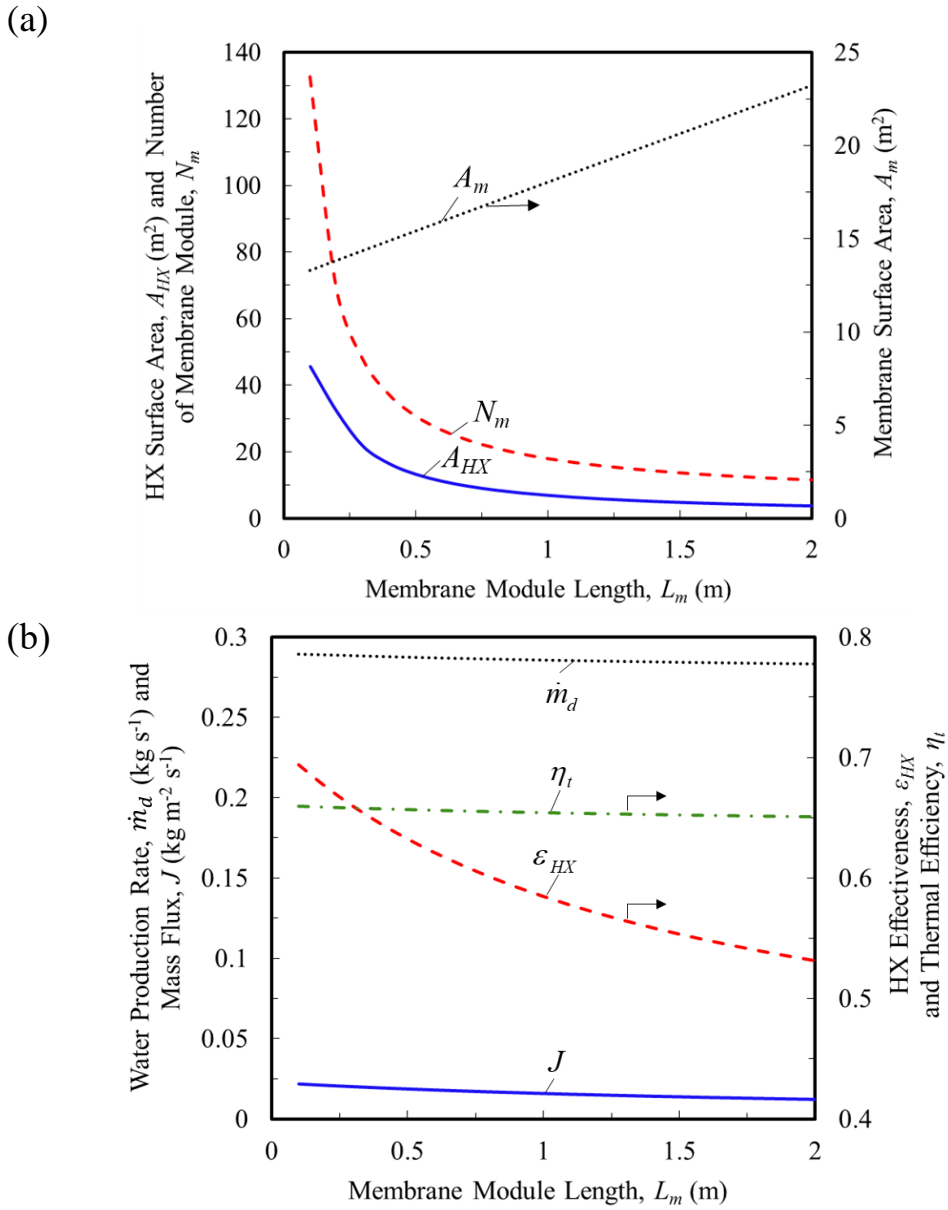 (a)
HX Surface Area, A_HX (m²) and Number
of Membrane Module, N_m
140
120
100
80
60
40
20
0
25
20
15
10
5
0
Membrane Surface Area, A_m (m²)
A_m
N_m
A_HX
0 0.5 1 1.5 2
Membrane Module Length, L_m (m)
(b)
Water Production Rate, ṁ_d (kg s⁻¹) and
Mass Flux, J (kg m⁻² s⁻¹)
0.3
0.25
0.2
0.15
0.1
0.05
0
0.8
0.7
0.6
0.5
0.4
HX Effectiveness, ε_HX
and Thermal Efficiency, η_t
ṁ_d
η_t
ε_HX
J
0 0.5 1 1.5 2
Membrane Module Length, L_m (m)